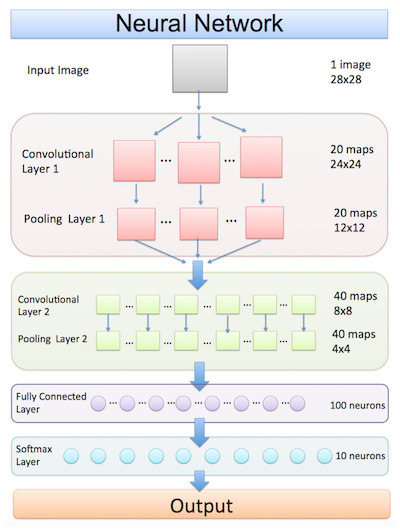 Neural Network
Input Image
1 image
28x28
Convolutional
Layer 1
20 maps
24x24
...
...
Pooling Layer 1
20 maps
12x12
...
...
Convolutional
Layer 2
40 maps
8x8
... ... ... ... ...
Pooling Layer 2
40 maps
4x4
... ... ... ... ...
Fully Connected
Layer
... ... ... ... ... ... ...
100 neurons
Softmax
Layer
10 neurons
Output